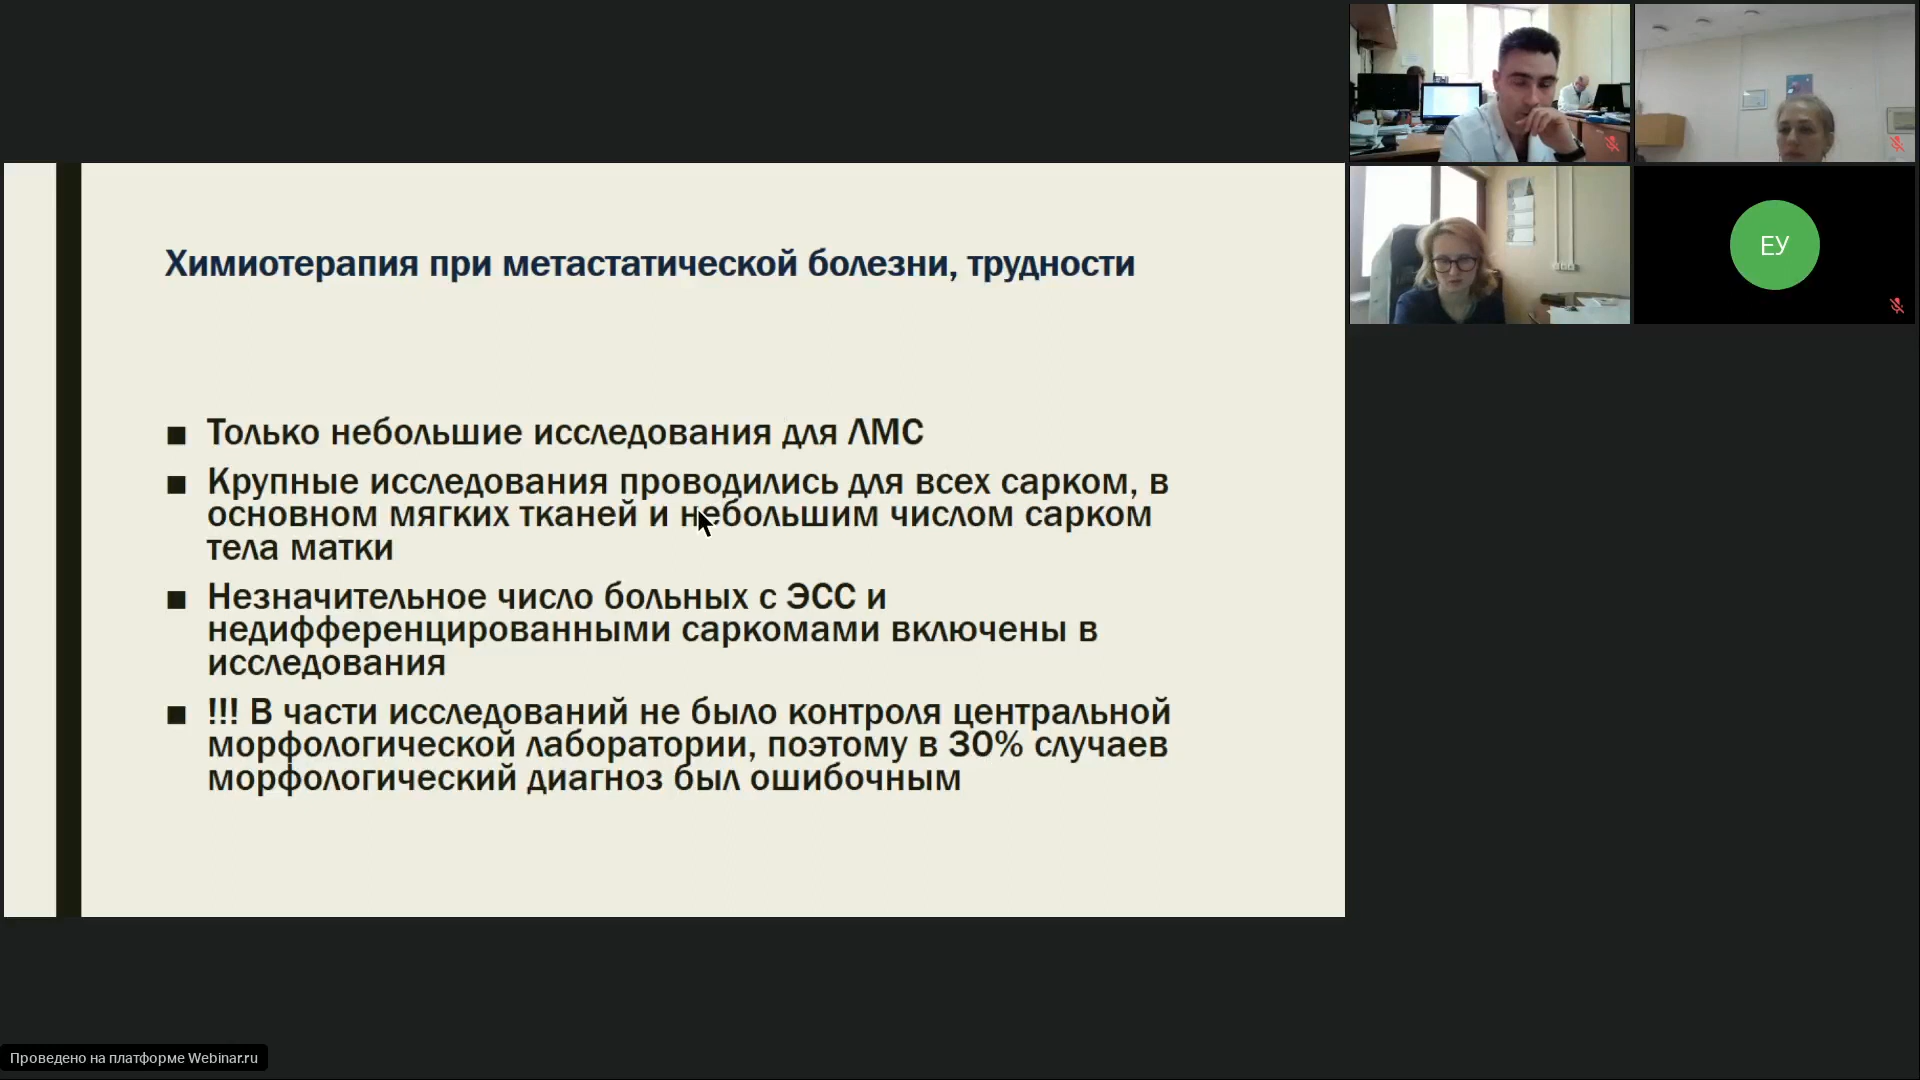 Химиотерапия при метастатической болезни, трудности
■ Только небольшие исследования для ЛМС
■ Крупные исследования проводились для всех сарком, в
основном мягких тканей и небольшим числом сарком
тела матки
■ Незначительное число больных с ЭСС и
недифференцированными саркомами включены в
исследования
■ !!! В части исследований не было контроля центральной
морфологической лаборатории, поэтому в 30% случаев
морфологический диагноз был ошибочным
ЕУ
Проведено на платформе Webinar.ru